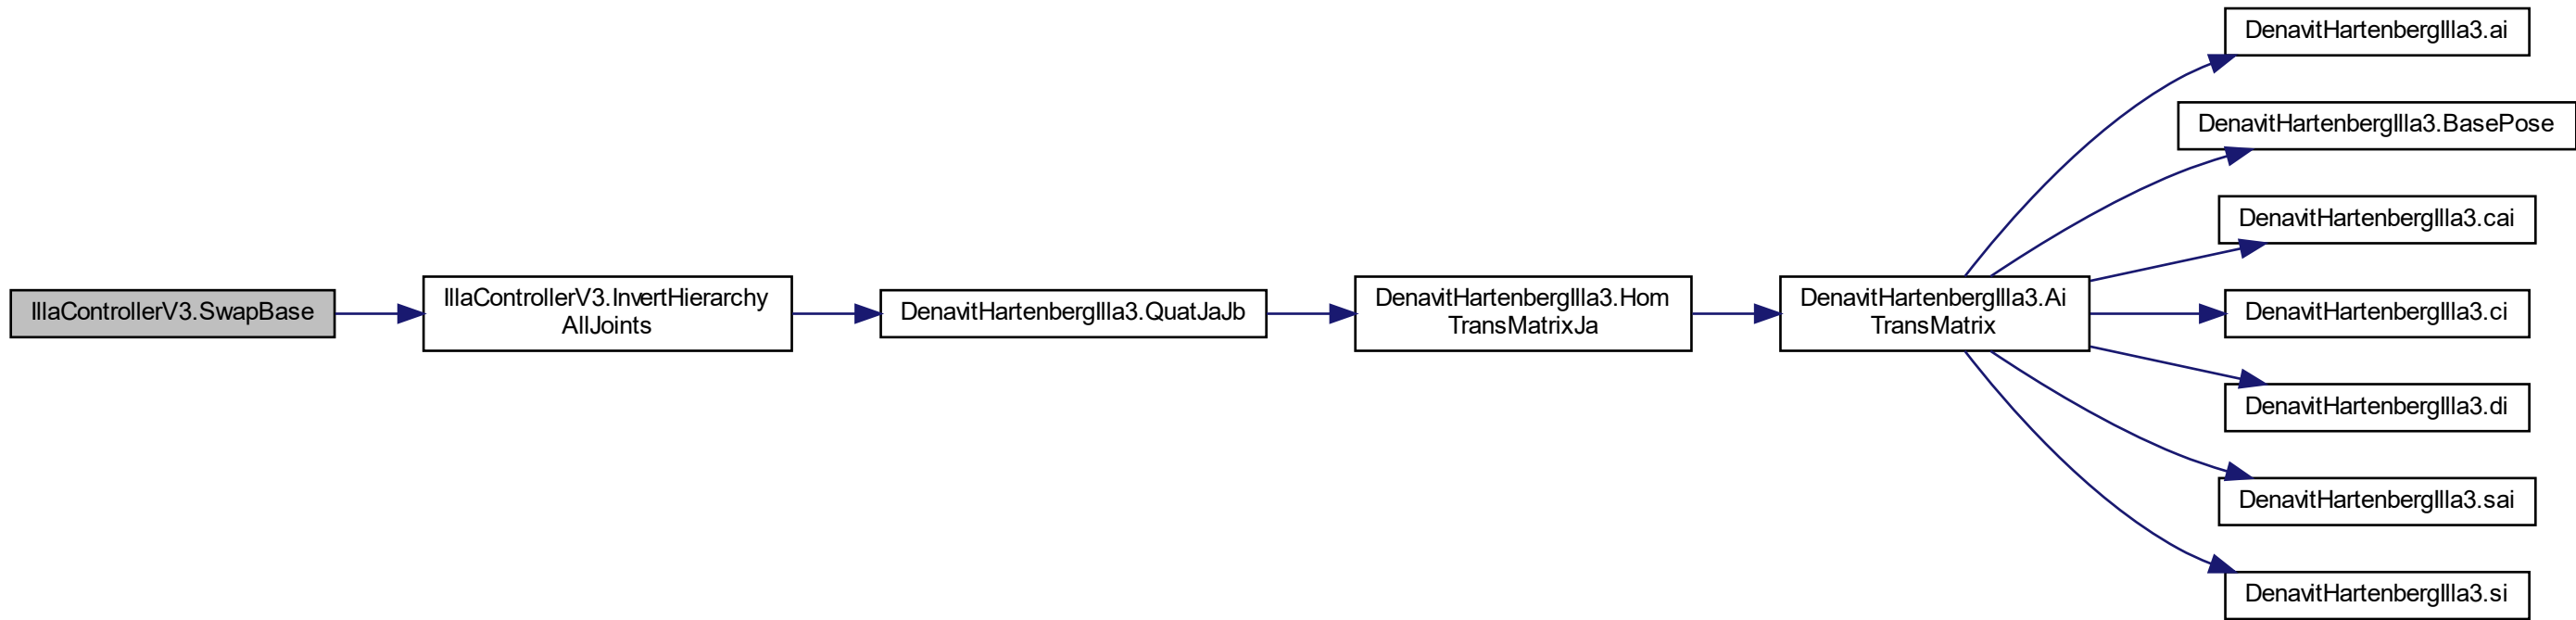 IllaControllerV3.SwapBase
IllaControllerV3.InvertHierarchy
AllJoints
DenavitHartenbergIlla3.QuatJaJb
DenavitHartenbergIlla3.Hom
TransMatrixJa
DenavitHartenbergIlla3.Ai
TransMatrix
DenavitHartenbergIlla3.ai
DenavitHartenbergIlla3.BasePose
DenavitHartenbergIlla3.cai
DenavitHartenbergIlla3.ci
DenavitHartenbergIlla3.di
DenavitHartenbergIlla3.sai
DenavitHartenbergIlla3.si